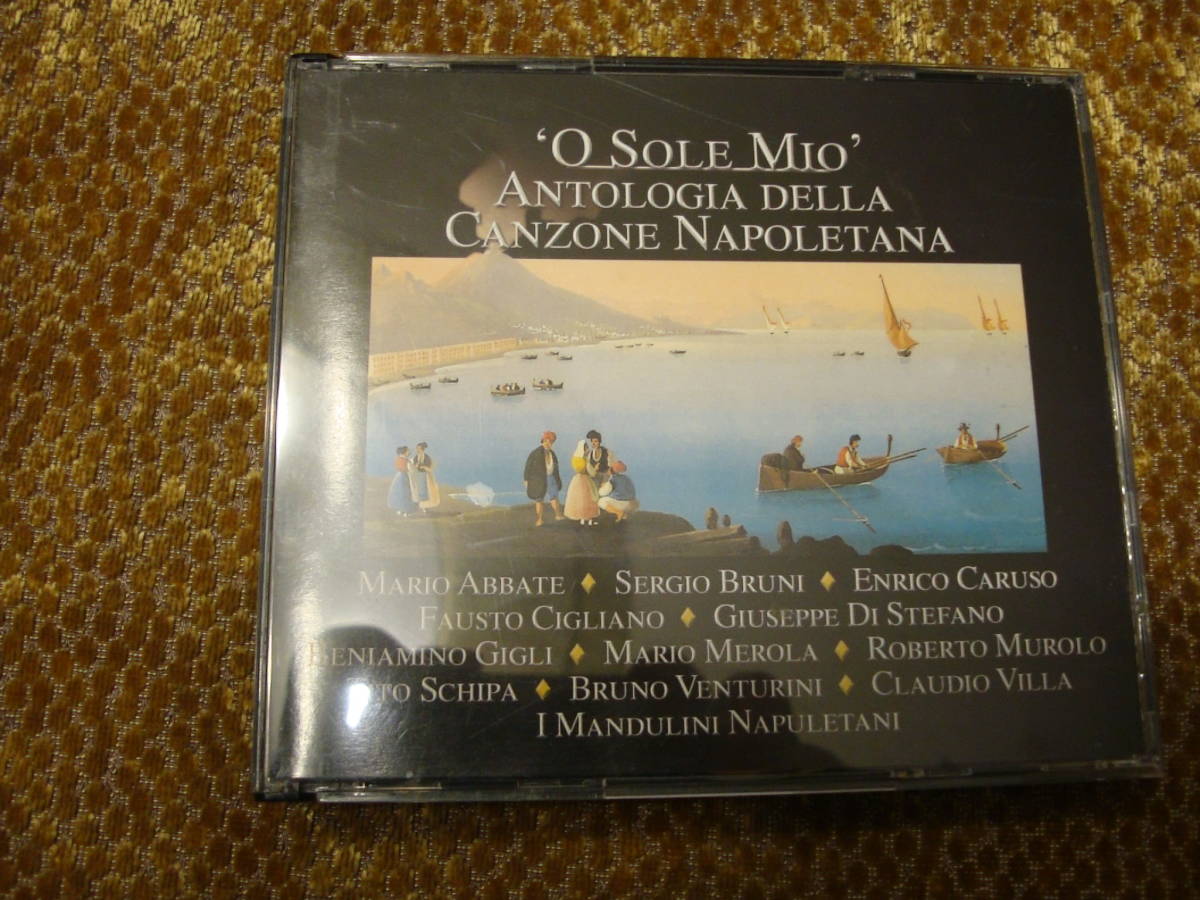 ‘O Sole Mio’
Antologia della
Canzone Napoletana
Mario Abbate ♦ Sergio Bruni ♦ Enrico Caruso
Fausto Cigliano ♦ Giuseppe Di Stefano
Beniamino Gigli ♦ Mario Merola ♦ Roberto Murolo
Schipa ♦ Bruno Venturini ♦ Claudio Villa
I Mandulini Napuletani